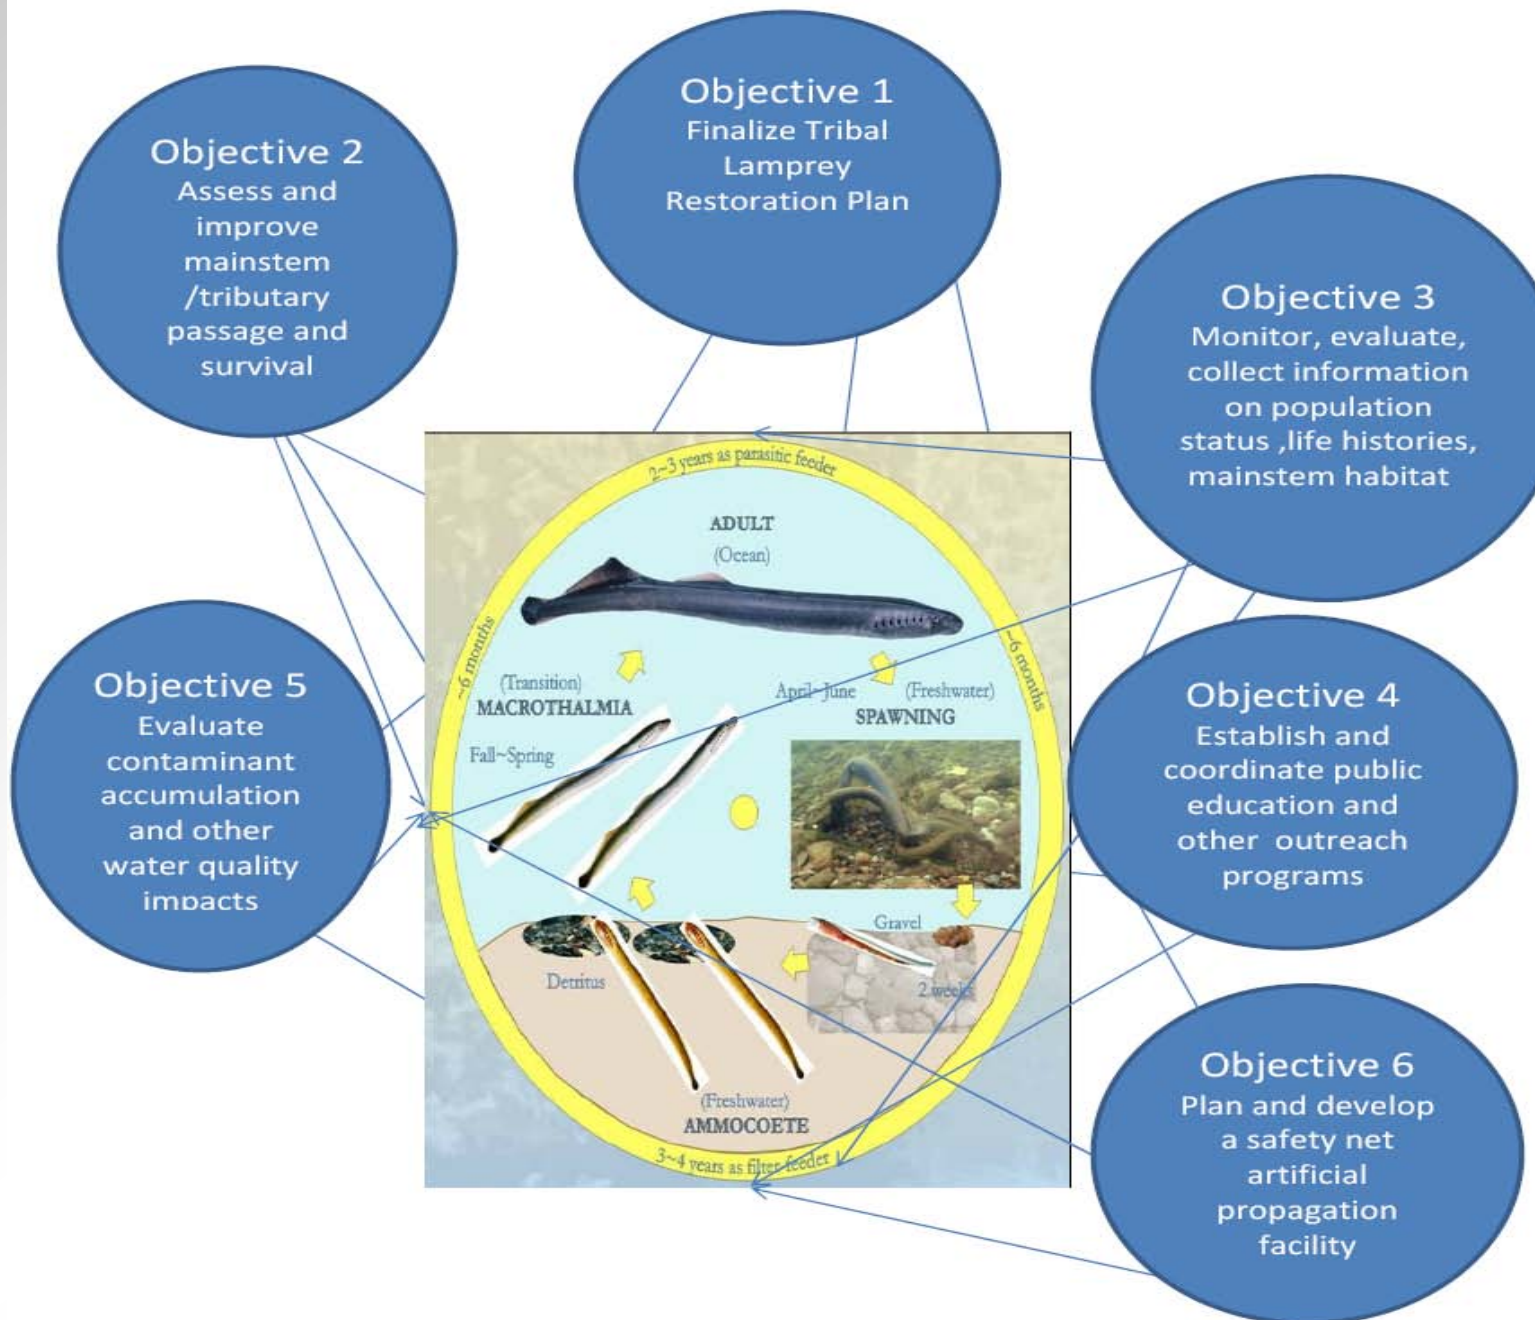 Objective 1
Finalize Tribal
Lamprey
Restoration Plan
Objective 2
Assess and
improve
mainstem
/tributary
passage and
survival
Objective 3
Monitor, evaluate,
collect information
on population
status ,life histories,
mainstem habitat
2~3 years as parasitic feeder
ADULT
(Ocean)
~6 months
~6 months
(Transition)
MACROTHALMIA
Fall~Spring
April~June
(Freshwater)
SPAWNING
Objective 5
Evaluate
contaminant
accumulation
and other
water quality
impacts
Objective 4
Establish and
coordinate public
education and
other outreach
programs
Gravel
2 weeks
Detritus
(Freshwater)
AMMOCOETE
3~4 years as filter feeder
Objective 6
Plan and develop
a safety net
artificial
propagation
facility